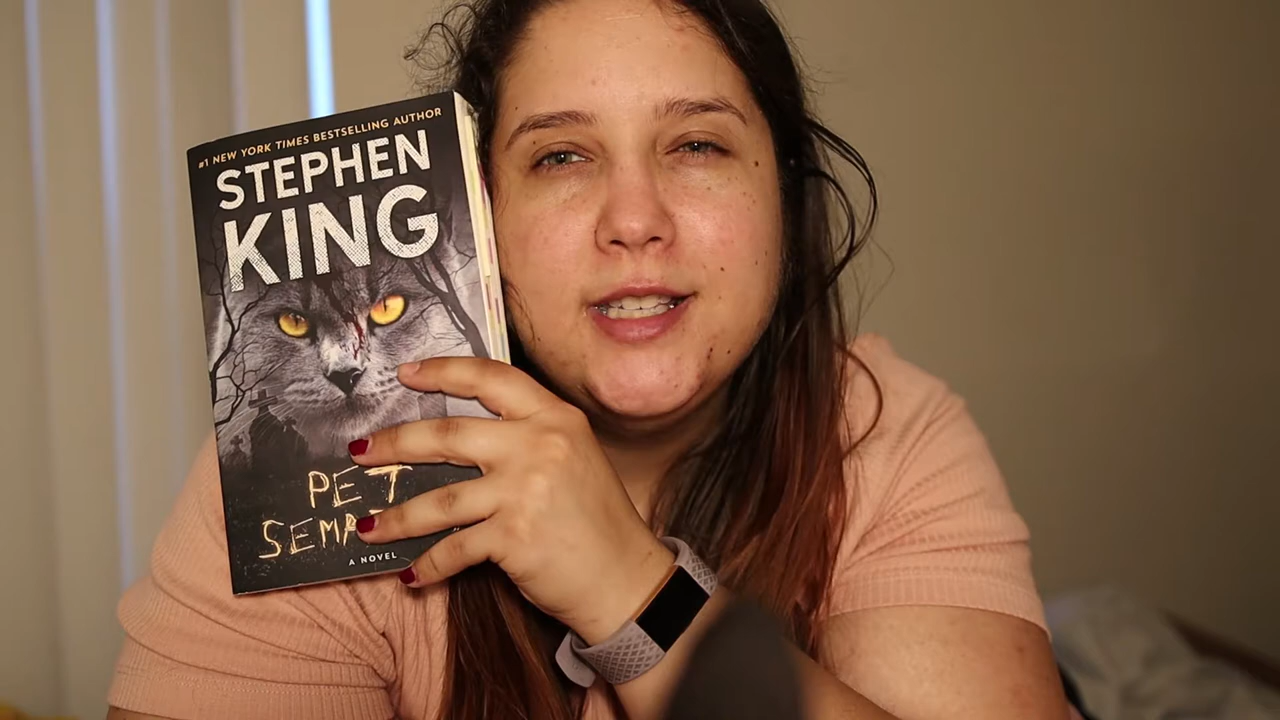 #1 NEW YORK TIMES BESTSELLING AUTHOR
STEPHEN
KING
PET
A NOVEL